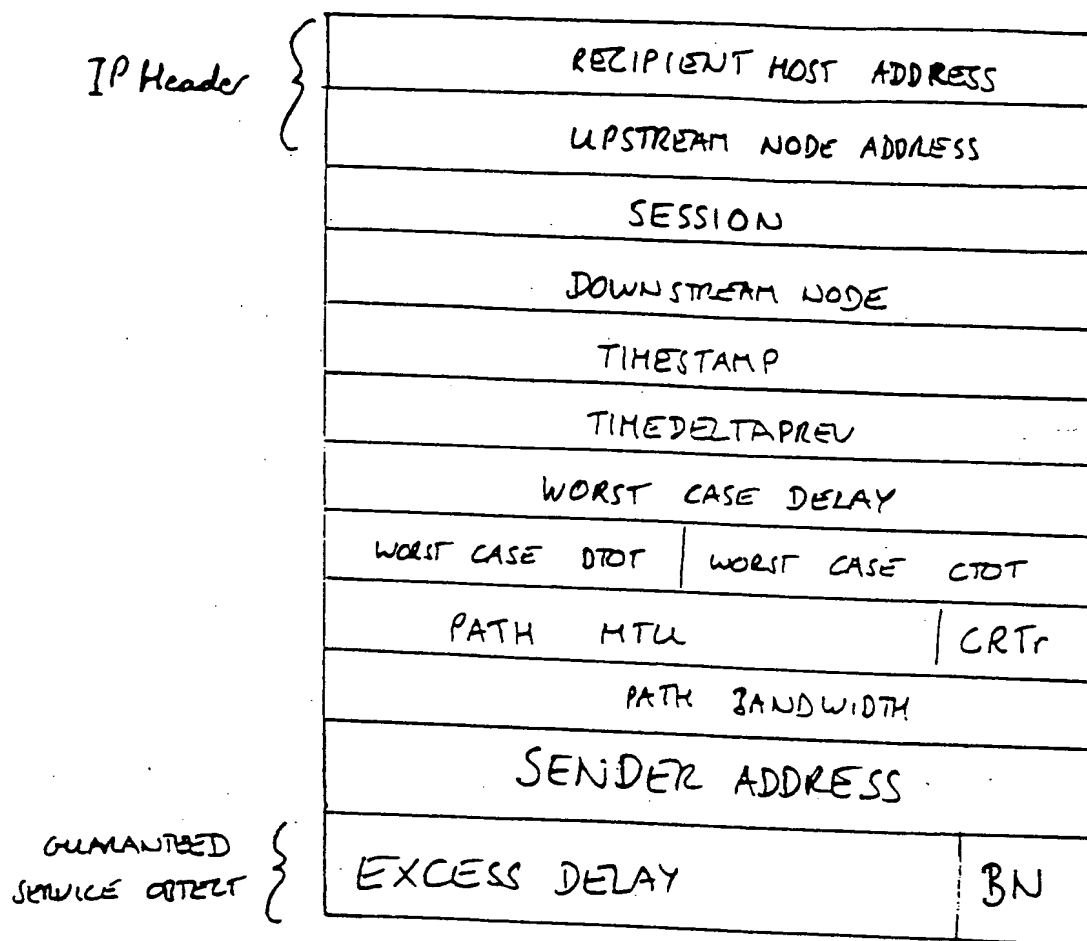 IP Header
RECIPIENT HOST ADDRESS
UPSTREAM NODE ADDRESS
SESSION
DOWNSTREAM NODE
TIMESTAMP
TIMEDELTAPREV
WORST CASE DELAY
WORST CASE DTOT WORST CASE CTOT
PATH MTU CRTr
PATH BANDWIDTH
SENDER ADDRESS
GUARANTEED
SERVICE OBJECT
EXCESS DELAY BN